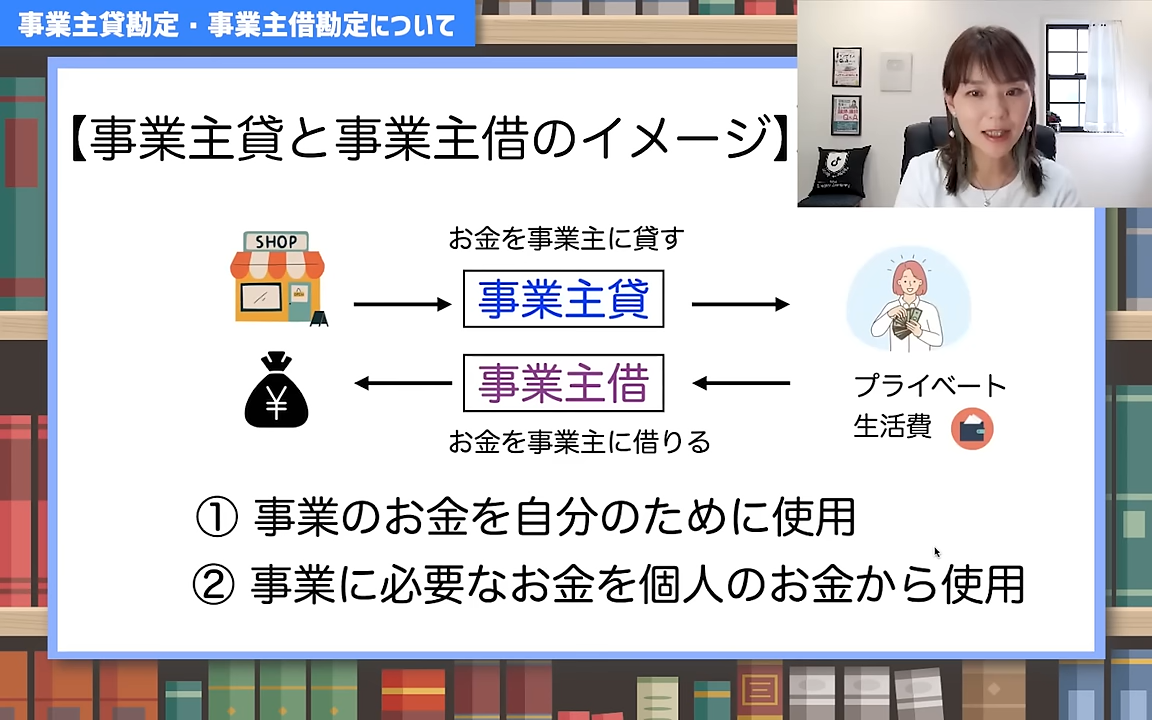 事業主貸勘定・事業主借勘定について
【事業主貸と事業主借のイメージ】
SHOP
お金を事業主に貸す
事業主貸
事業主借
お金を事業主に借りる
¥
プライベート
生活費
① 事業のお金を自分のために使用
② 事業に必要なお金を個人のお金から使用